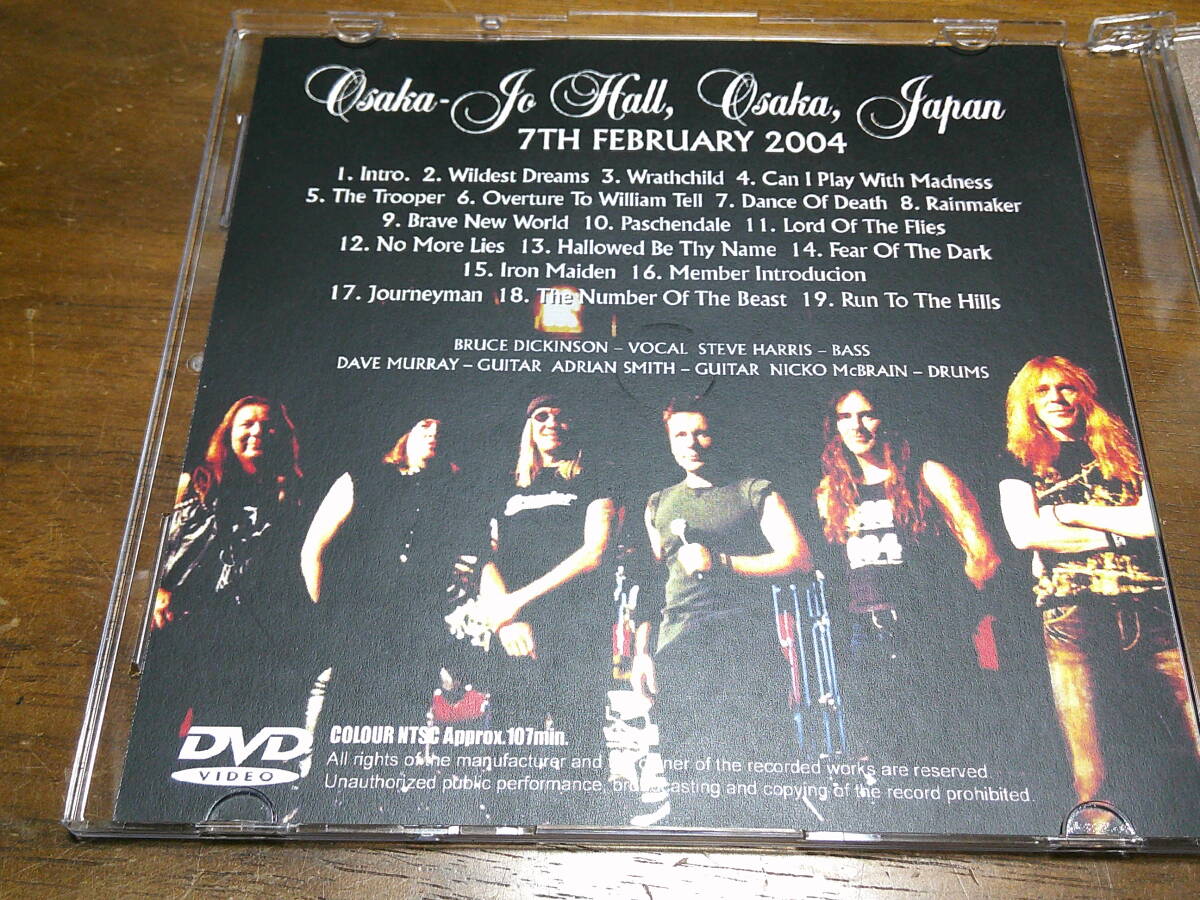 Osaka-Jo Hall, Osaka, Japan
7TH FEBRUARY 2004
1. Intro. 2. Wildest Dreams 3. Wrathchild 4. Can I Play With Madness
5. The Trooper 6. Overture To William Tell 7. Dance Of Death 8. Rainmaker
9. Brave New World 10. Paschendale 11. Lord Of The Flies
12. No More Lies 13. Hallowed Be Thy Name 14. Fear Of The Dark
15. Iron Maiden 16. Member Introducion
17. Journeyman 18. The Number Of The Beast 19. Run To The Hills
BRUCE DICKINSON – VOCAL STEVE HARRIS – BASS
DAVE MURRAY – GUITAR ADRIAN SMITH – GUITAR NICKO McBRAIN – DRUMS
DVD
VIDEO
COLOUR NTSC Approx. 107min.
All rights of the manufacturer and owner of the recorded works are reserved
Unauthorized public performance, broadcasting and copying of the record prohibited.